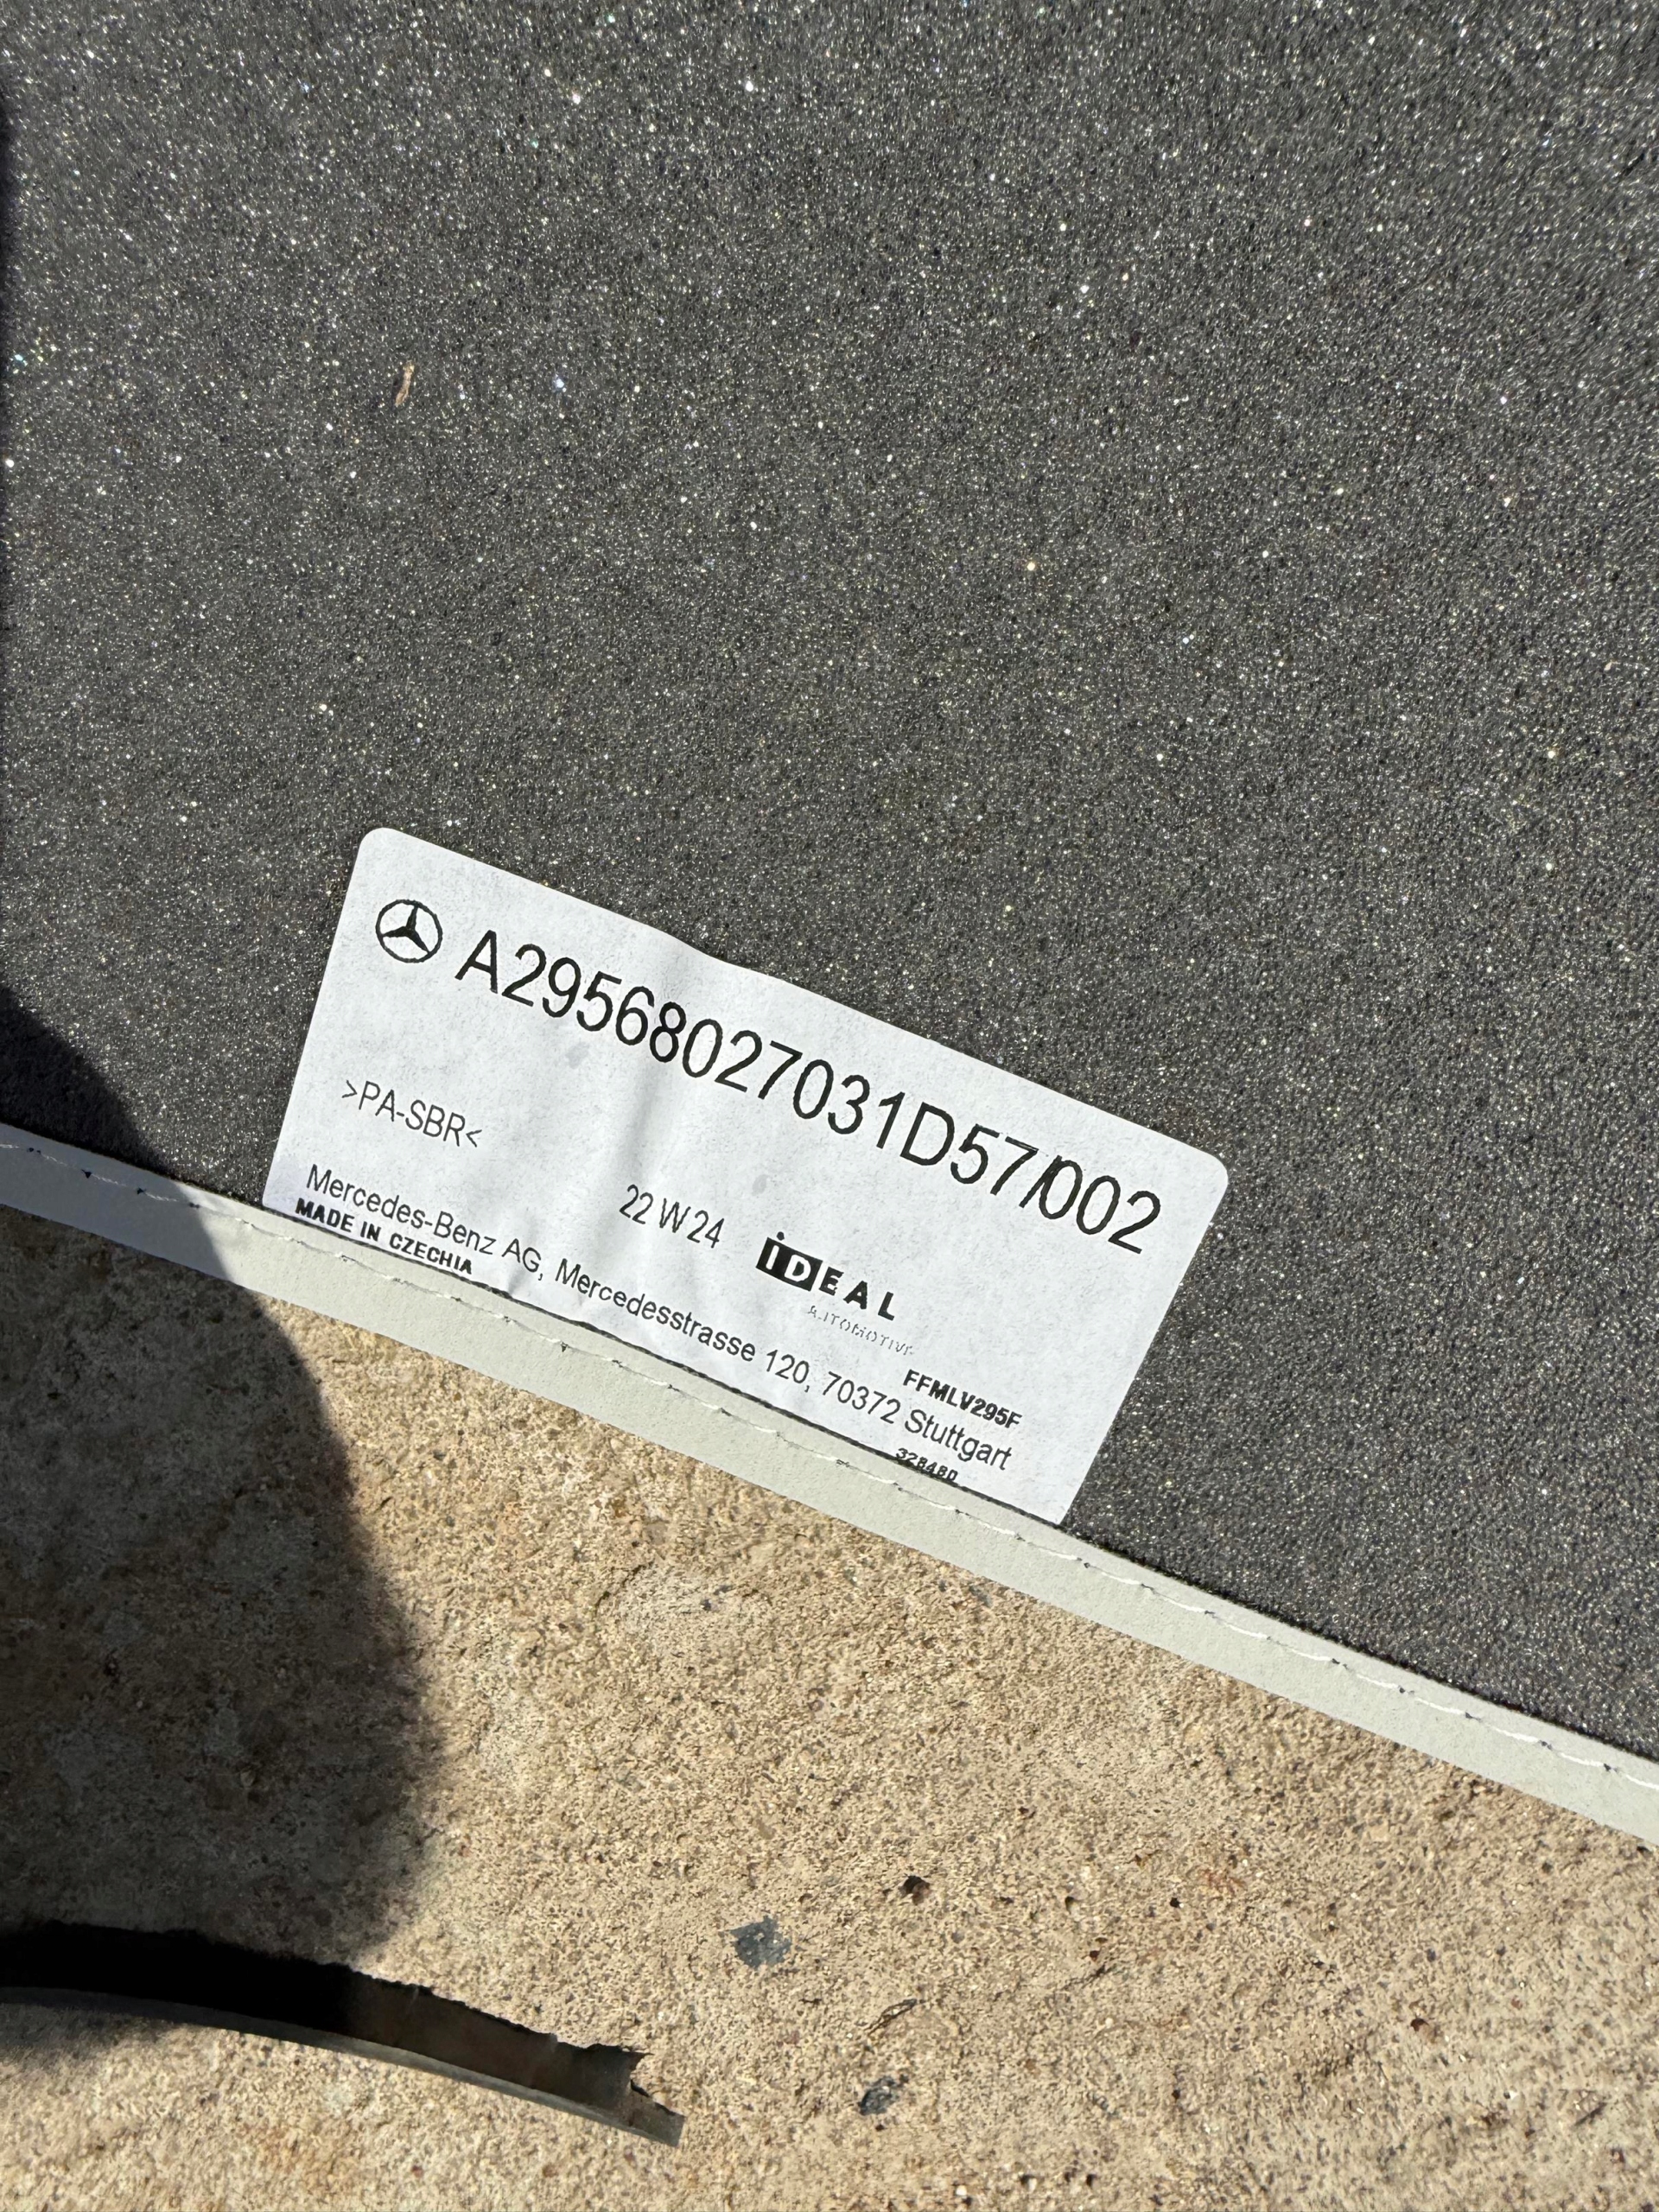 A29568027031D57/002
>PA-SBR<
22 W 24
iDEAL
AUTOMOTIVE
FFMLV295F
Mercedes-Benz AG, Mercedesstrasse 120, 70372 Stuttgart
MADE IN CZECHIA